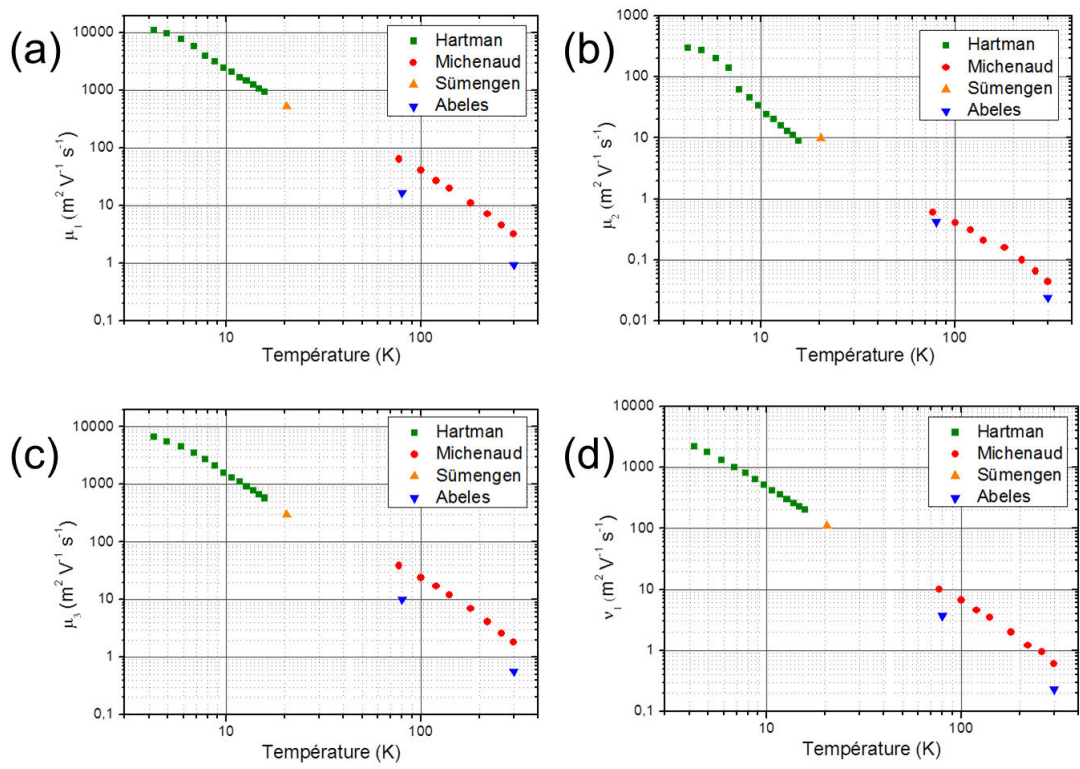 (a)
10000
1000
100
10
1
0,1
μ1 (m² V⁻¹ s⁻¹)
Hartman
Michenaud
Sümengen
Abeles
10
100
Température (K)
(b)
1000
100
10
1
0,1
0,01
μ2 (m² V⁻¹ s⁻¹)
Hartman
Michenaud
Sümengen
Abeles
10
100
Température (K)
(c)
10000
1000
100
10
1
0,1
μ3 (m² V⁻¹ s⁻¹)
Hartman
Michenaud
Sümengen
Abeles
10
100
Température (K)
(d)
10000
1000
100
10
1
0,1
ν1 (m² V⁻¹ s⁻¹)
Hartman
Michenaud
Sümengen
Abeles
10
100
Température (K)